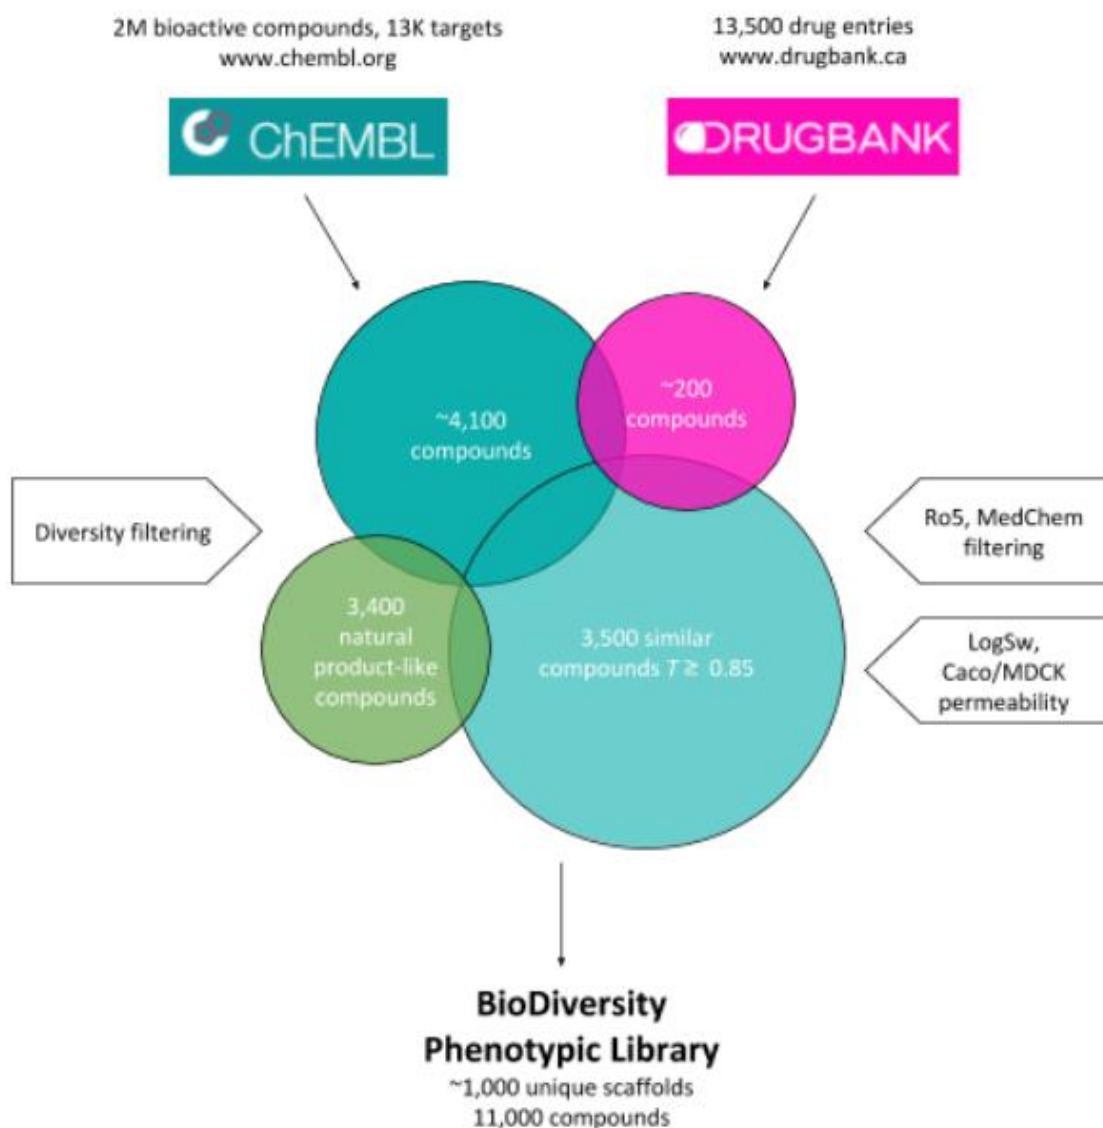 2M bioactive compounds, 13K targets
www.chembl.org
13,500 drug entries
www.drugbank.ca
ChEMBL
DRUGBANK
~4,100
compounds
~200
compounds
Diversity filtering
Ro5, MedChem
filtering
3,400
natural
product-like
compounds
3,500 similar
compounds T ≥ 0.85
LogSw,
Caco/MDCK
permeability
BioDiversity
Phenotypic Library
~1,000 unique scaffolds
11,000 compounds